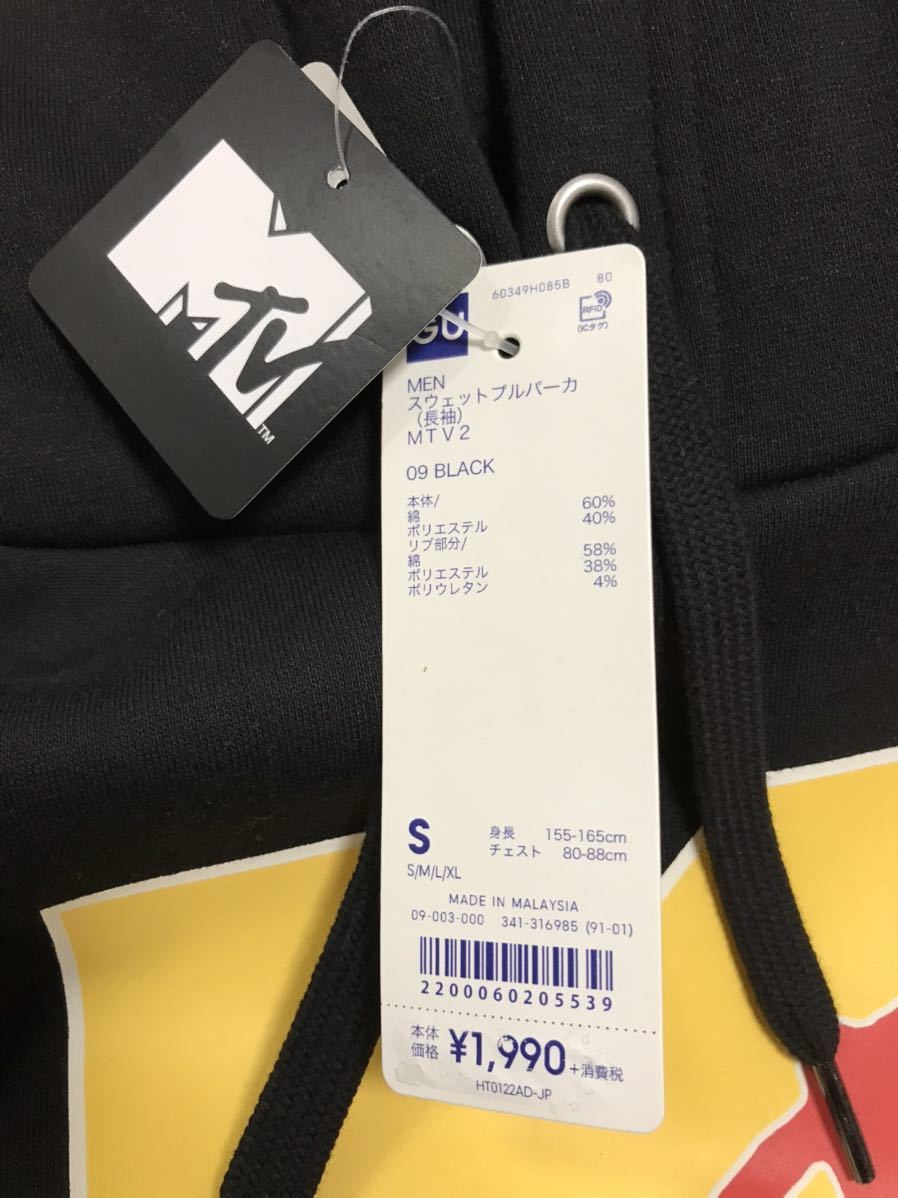 MTV
TM
60349H085B 80
GU
RFID
(ICタグ)
MEN
スウェットプルパーカ
(長袖)
MTV2
09 BLACK
本体/
綿 60%
ポリエステル 40%
リブ部分/
綿 58%
ポリエステル 38%
ポリウレタン 4%
S
身長 155-165cm
チェスト 80-88cm
S/M/L/XL
MADE IN MALAYSIA
09-003-000 341-316985 (91-01)
2200060205539
本体
価格 ¥1,990 +消費税
HT0122AD-JP